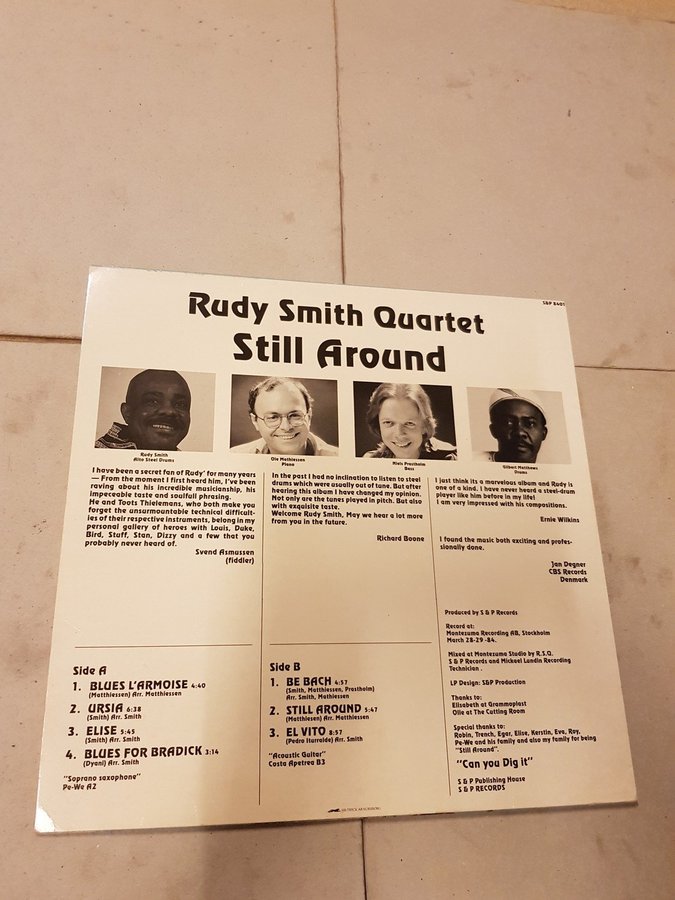 S&P 8401
Rudy Smith Quartet
Still Around
Rudy Smith
Alto Steel Drums
Ole Mathiessen
Piano
Niels Præstholm
Bass
Gilbert Matthews
Drums
I have been a secret fan of Rudy' for many years
— From the moment I first heard him, I've been
raving about his incredible musicianship, his
impeccable taste and soulfull phrasing.
He and Toots Thielemans, who both make you
forget the unsurmountable technical difficult-
ies of their respective instruments, belong in my
personal gallery of heroes with Louis, Duke,
Bird, Stuff, Stan, Dizzy and a few that you
probably never heard of.
Svend Asmussen
(fiddler)
In the past I had no inclination to listen to steel
drums which were usually out of tune. But after
hearing this album I have changed my opinion.
Not only are the tunes played in pitch. But also
with exquisite taste.
Welcome Rudy Smith, May we hear a lot more
from you in the future.
Richard Boone
I just think its a marvelous album and Rudy is
one of a kind. I have never heard a steel-drum
player like him before in my life!
I am very impressed with his compositions.
Ernie Wilkins
I found the music both exciting and profes-
sionally done.
Jan Degner
CBS Records
Denmark
Side A
1. BLUES L'ARMOISE 4:40
(Matthiessen) Arr. Matthiessen
2. URSIA 6:38
(Smith) Arr. Smith
3. ELISE 5:45
(Smith) Arr. Smith
4. BLUES FOR BRADICK 3:14
(Dyani) Arr. Smith
"Soprano saxophone"
Pe-We A2
Side B
1. BE BACH 4:57
(Smith, Matthiessen, Præstholm)
Arr. Smith, Mathiessen
2. STILL AROUND 5:47
(Matthiesen) Arr. Matthiessen
3. EL VITO 8:57
(Pedro Iturralde) Arr. Smith
"Acoustic Guitar"
Costa Apetrea B3
Produced by S & P Records
Record at:
Montezuma Recording AB, Stockholm
March 28-29 -84.
Mixed at Montezuma Studio by R.S.Q.
S & P Records and Mickael Lundin Recording
Technician .
LP Design: S&P Production
Thanks to:
Elisabeth at Grammoplast
Olle at The Cutting Room
Special thanks to:
Robin, Trench, Egar, Elise, Kerstin, Eva, Roy,
Pe-We and his family and also my family for being
"Still Around".
"Can you Dig it"
S & P Publishing House
S & P RECORDS